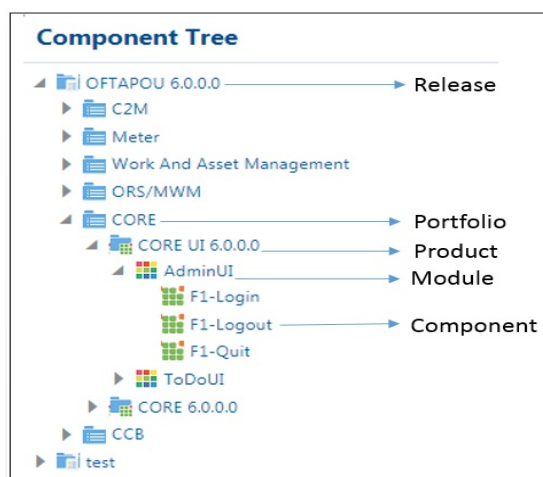 Component Tree
OFTAPOU 6.0.0.0 Release
C2M
Meter
Work And Asset Management
ORS/MWM
CORE Portfolio
CORE UI 6.0.0.0 Product
AdminUI Module
F1-Login
F1-Logout Component
F1-Quit
ToDoUI
CORE 6.0.0.0
CCB
test